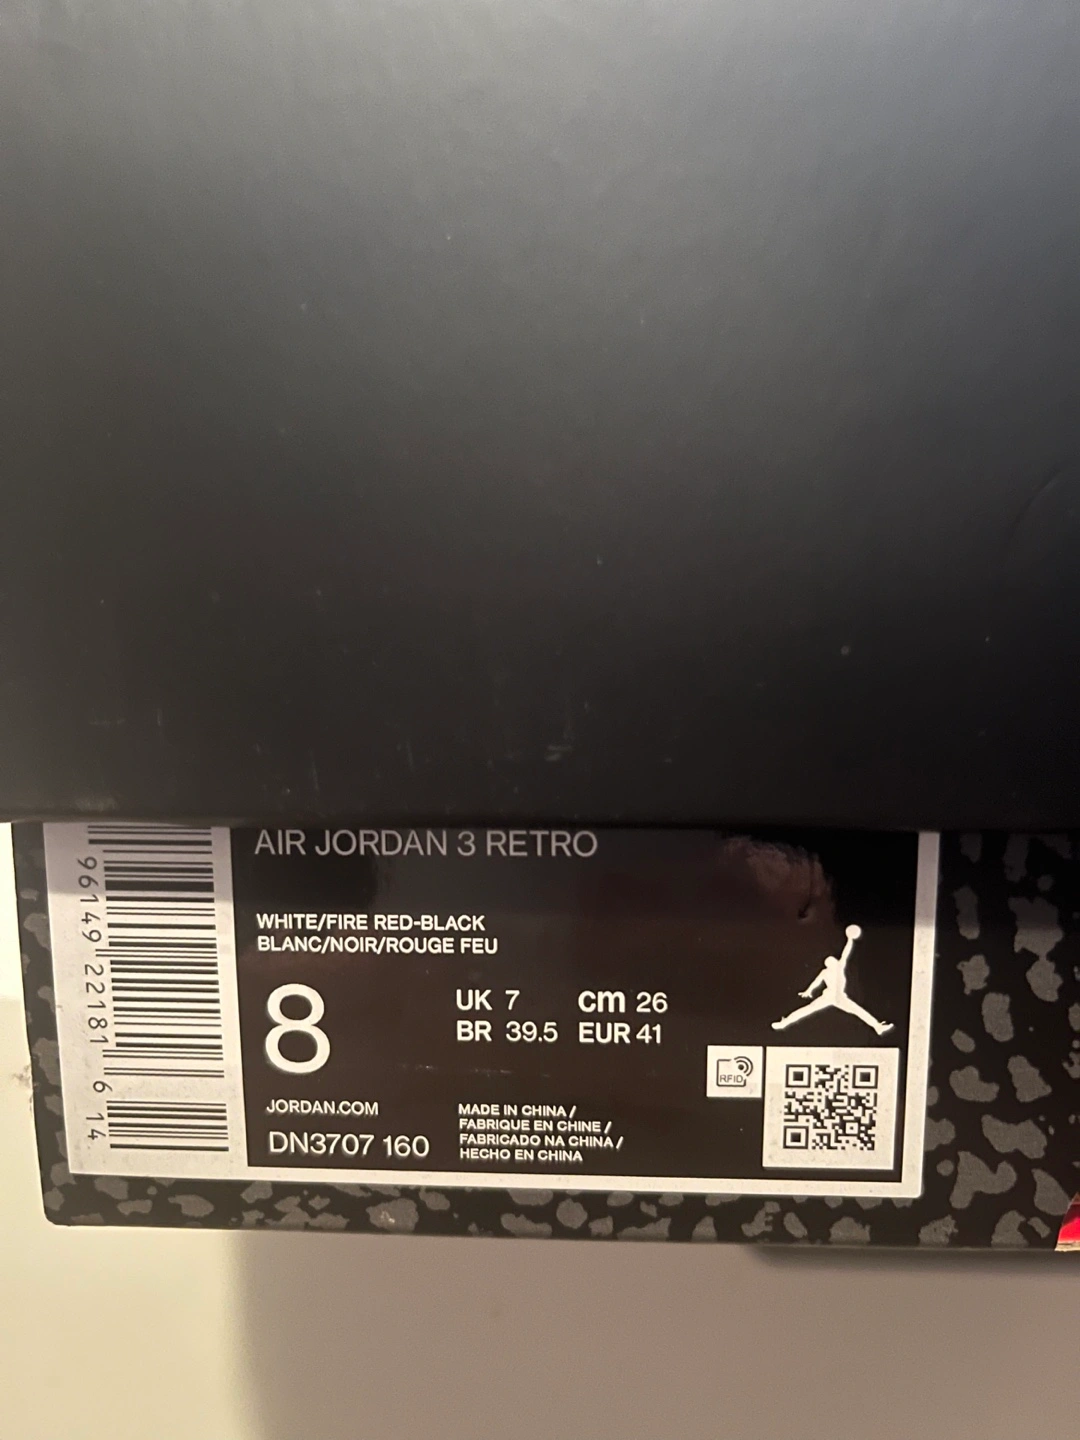 AIR JORDAN 3 RETRO
WHITE/FIRE RED-BLACK
BLANC/NOIR/ROUGE FEU
8
UK 7 cm 26
BR 39.5 EUR 41
RFID
JORDAN.COM
DN3707 160
MADE IN CHINA /
FABRIQUE EN CHINE /
FABRICADO NA CHINA /
HECHO EN CHINA
96149 22181 6 14